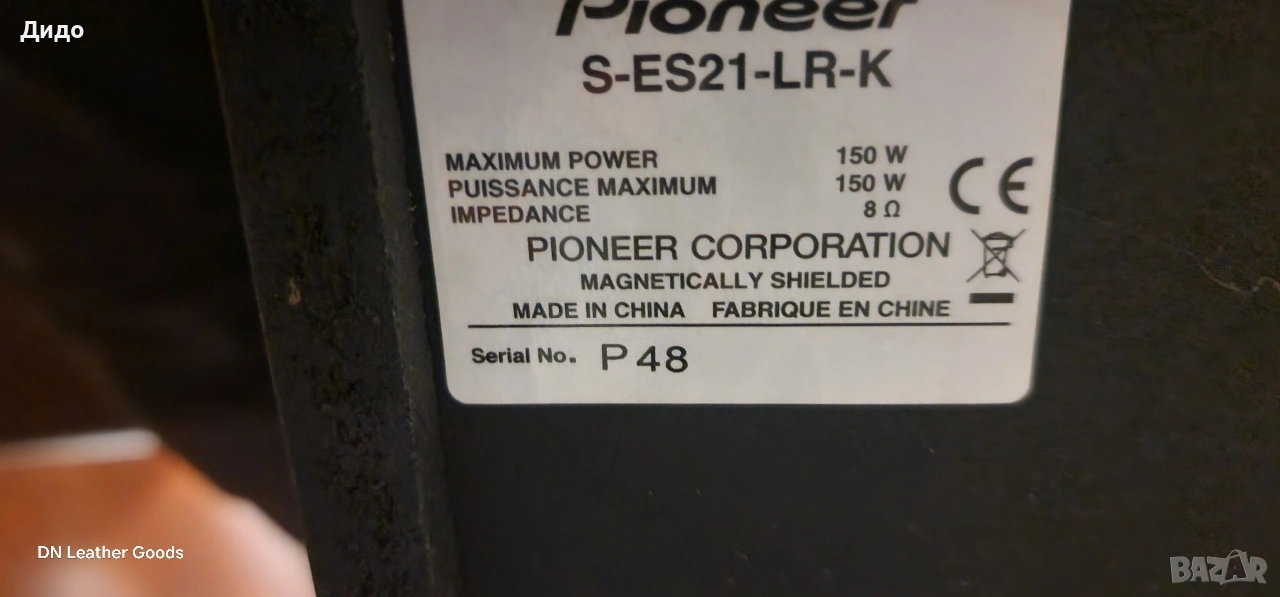 Дидо
Pioneer
S-ES21-LR-K
MAXIMUM POWER 150 W
PUISSANCE MAXIMUM 150 W
IMPEDANCE 8 Ω
CE
PIONEER CORPORATION
MAGNETICALLY SHIELDED
MADE IN CHINA FABRIQUE EN CHINE
Serial No. P48
DN Leather Goods
BAZAR